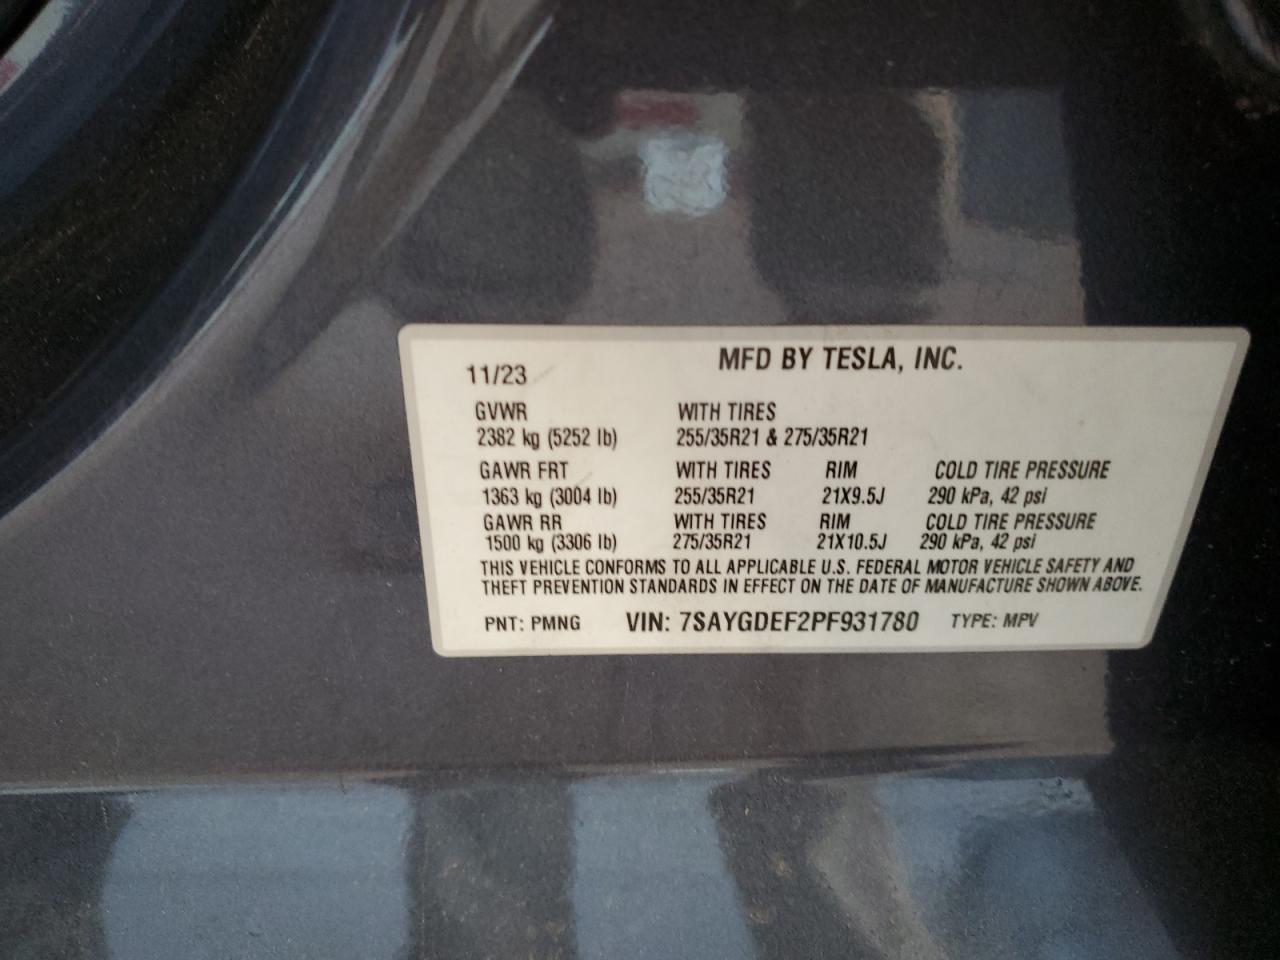 MFD BY TESLA, INC.
11/23
GVWR WITH TIRES
2382 kg (5252 lb) 255/35R21 & 275/35R21
GAWR FRT WITH TIRES RIM COLD TIRE PRESSURE
1363 kg (3004 lb) 255/35R21 21X9.5J 290 kPa, 42 psi
GAWR RR WITH TIRES RIM COLD TIRE PRESSURE
1500 kg (3306 lb) 275/35R21 21X10.5J 290 kPa, 42 psi
THIS VEHICLE CONFORMS TO ALL APPLICABLE U.S. FEDERAL MOTOR VEHICLE SAFETY AND
THEFT PREVENTION STANDARDS IN EFFECT ON THE DATE OF MANUFACTURE SHOWN ABOVE.
PNT: PMNG VIN: 7SAYGDEF2PF931780 TYPE: MPV